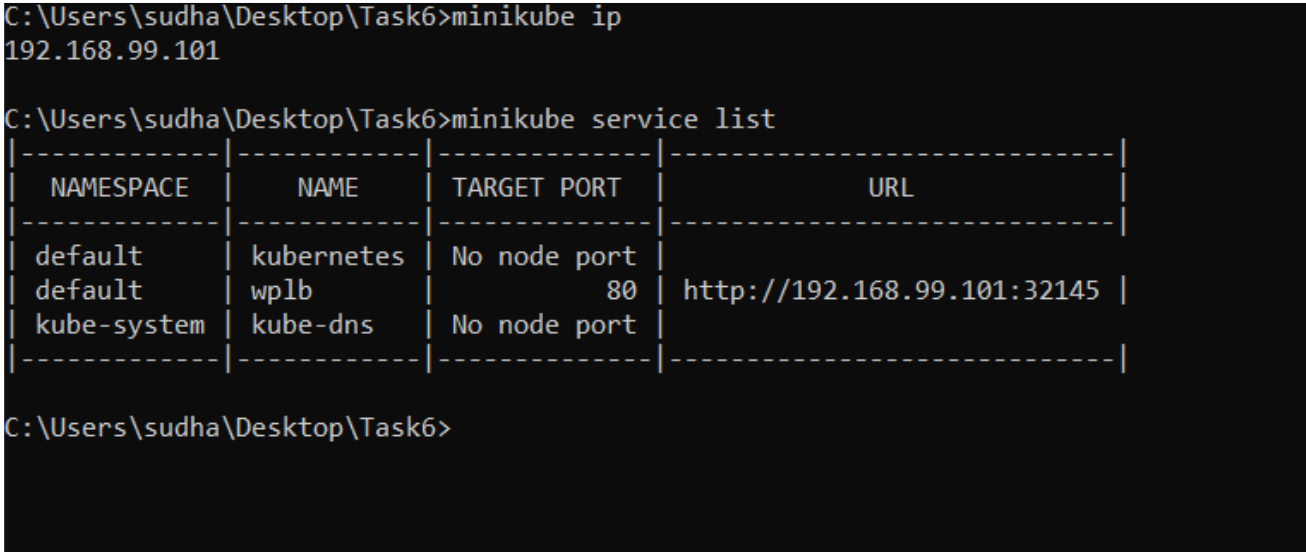 C:\Users\sudha\Desktop\Task6>minikube ip
192.168.99.101
C:\Users\sudha\Desktop\Task6>minikube service list
|-------------|------------|--------------|-----------------------------|
|  NAMESPACE  |    NAME    | TARGET PORT  |             URL             |
|-------------|------------|--------------|-----------------------------|
| default     | kubernetes | No node port |
| default     | wplb       |           80 | http://192.168.99.101:32145 |
| kube-system | kube-dns   | No node port |
|-------------|------------|--------------|-----------------------------|
C:\Users\sudha\Desktop\Task6>